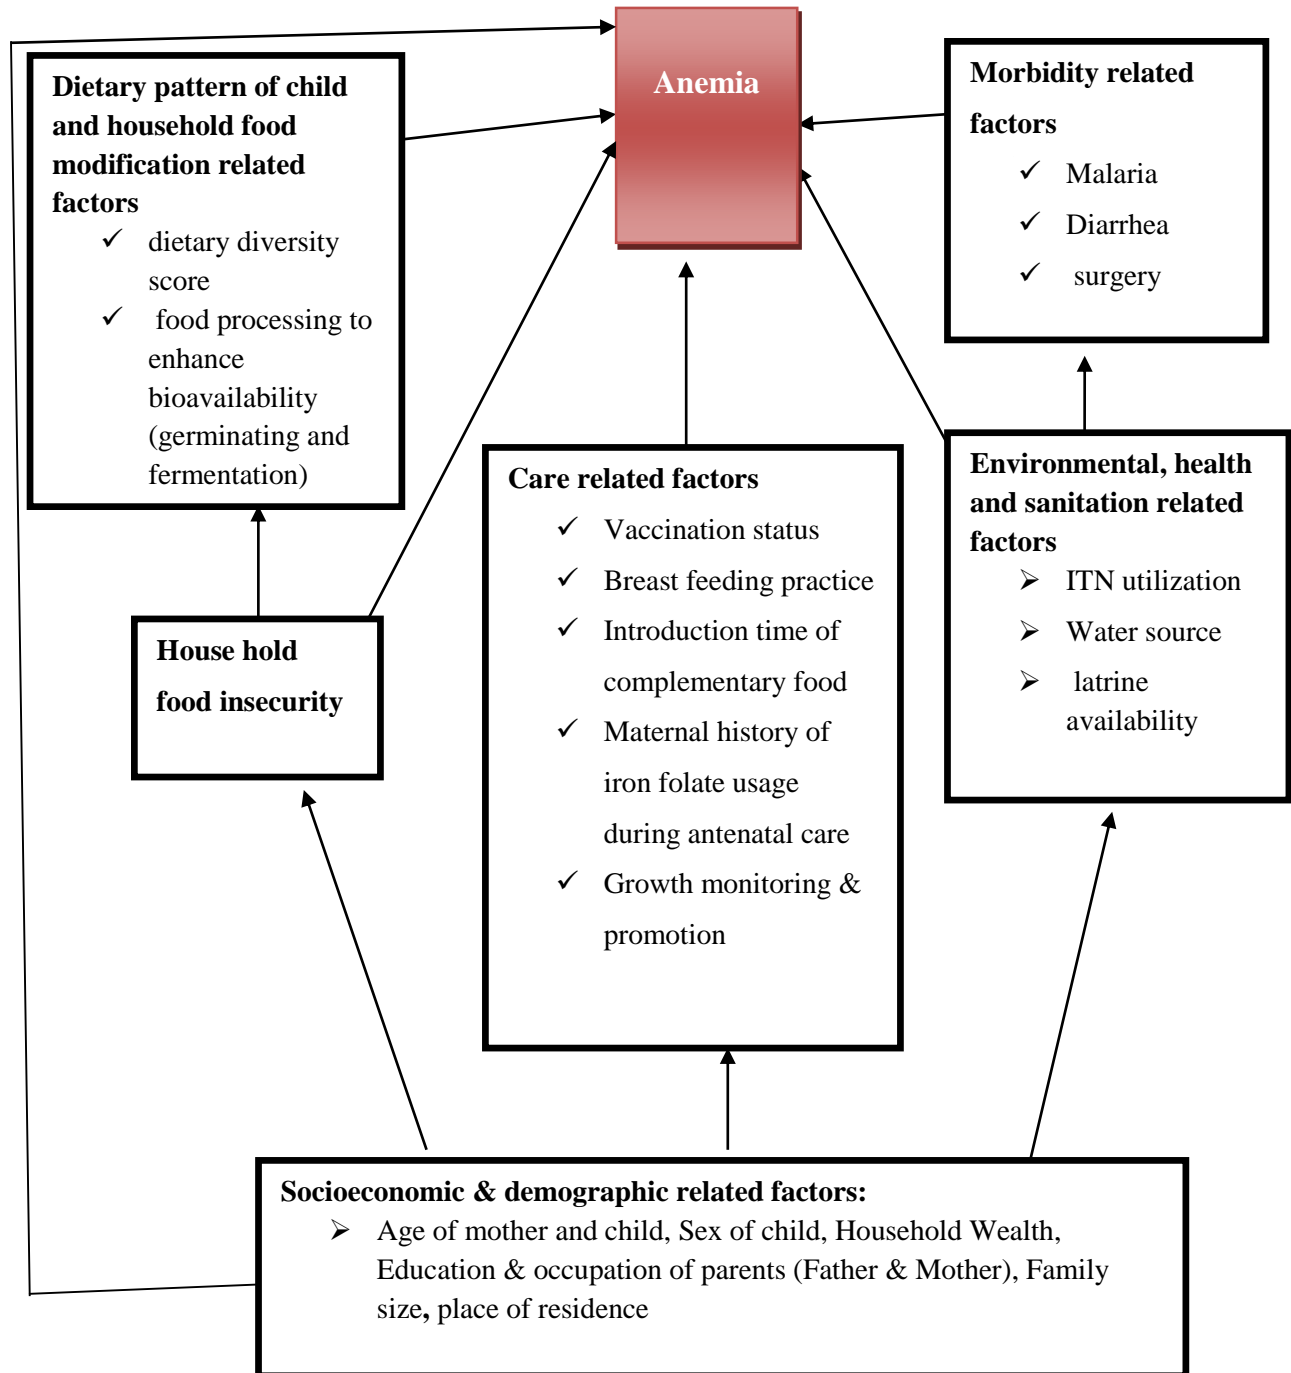 Anemia
Dietary pattern of child
and household food
modification related
factors
✓ dietary diversity
score
✓ food processing to
enhance
bioavailability
(germinating and
fermentation)
Morbidity related
factors
✓ Malaria
✓ Diarrhea
✓ surgery
House hold
food insecurity
Care related factors
✓ Vaccination status
✓ Breast feeding practice
✓ Introduction time of
complementary food
✓ Maternal history of
iron folate usage
during antenatal care
✓ Growth monitoring &
promotion
Environmental, health
and sanitation related
factors
➢ ITN utilization
➢ Water source
➢ latrine
availability
Socioeconomic & demographic related factors:
➢ Age of mother and child, Sex of child, Household Wealth,
Education & occupation of parents (Father & Mother), Family
size, place of residence